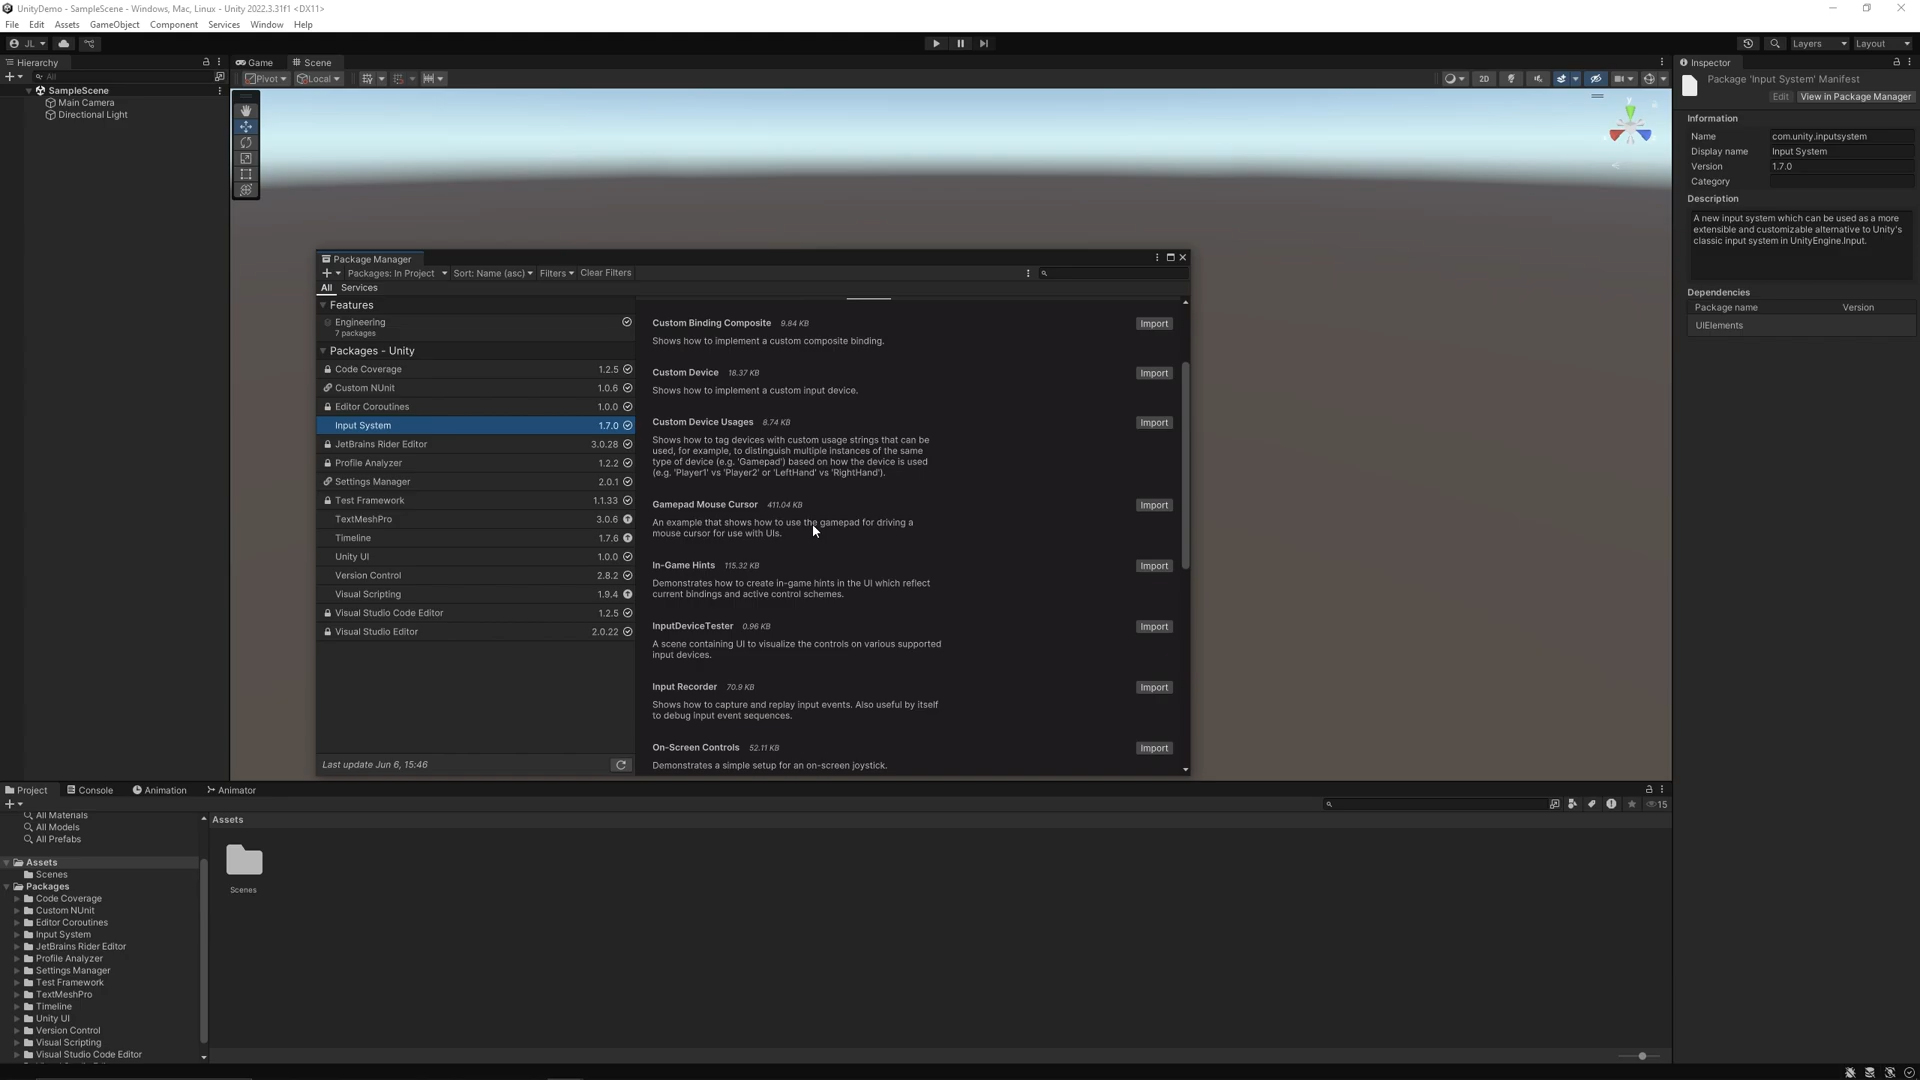 UnityDemo - SampleScene - Windows, Mac, Linux - Unity 2022.3.31f1 <DX11>
File Edit Assets GameObject Component Services Window Help
JL
Layers Layout
Hierarchy
All
SampleScene
Main Camera
Directional Light
Game Scene
Pivot Local
2D
Package Manager
Packages: In Project Sort: Name (asc) Filters Clear Filters
All Services
Features
Engineering
7 packages
Packages - Unity
Code Coverage 1.2.5
Custom NUnit 1.0.6
Editor Coroutines 1.0.0
Input System 1.7.0
JetBrains Rider Editor 3.0.28
Profile Analyzer 1.2.2
Settings Manager 2.0.1
Test Framework 1.1.33
TextMeshPro 3.0.6
Timeline 1.7.6
Unity UI 1.0.0
Version Control 2.8.2
Visual Scripting 1.9.4
Visual Studio Code Editor 1.2.5
Visual Studio Editor 2.0.22
Last update Jun 6, 15:46
Custom Binding Composite 9.84 KB Import
Shows how to implement a custom composite binding.
Custom Device 18.37 KB Import
Shows how to implement a custom input device.
Custom Device Usages 8.74 KB Import
Shows how to tag devices with custom usage strings that can be
used, for example, to distinguish multiple instances of the same
type of device (e.g. 'Gamepad') based on how the device is used
(e.g. 'Player1' vs 'Player2' or 'LeftHand' vs 'RightHand').
Gamepad Mouse Cursor 411.04 KB Import
An example that shows how to use the gamepad for driving a
mouse cursor for use with UIs.
In-Game Hints 115.32 KB Import
Demonstrates how to create in-game hints in the UI which reflect
current bindings and active control schemes.
InputDeviceTester 0.96 KB Import
A scene containing UI to visualize the controls on various supported
input devices.
Input Recorder 70.9 KB Import
Shows how to capture and replay input events. Also useful by itself
to debug input event sequences.
On-Screen Controls 52.11 KB Import
Demonstrates a simple setup for an on-screen joystick.
Inspector
Package 'Input System' Manifest
Edit View in Package Manager
Information
Name com.unity.inputsystem
Display name Input System
Version 1.7.0
Category
Description
A new input system which can be used as a more
extensible and customizable alternative to Unity's
classic input system in UnityEngine.Input.
Dependencies
Package name Version
UIElements
Project Console Animation Animator
15
All Materials
All Models
All Prefabs
Assets
Scenes
Packages
Code Coverage
Custom NUnit
Editor Coroutines
Input System
JetBrains Rider Editor
Profile Analyzer
Settings Manager
Test Framework
TextMeshPro
Timeline
Unity UI
Version Control
Visual Scripting
Visual Studio Code Editor
Assets
Scenes